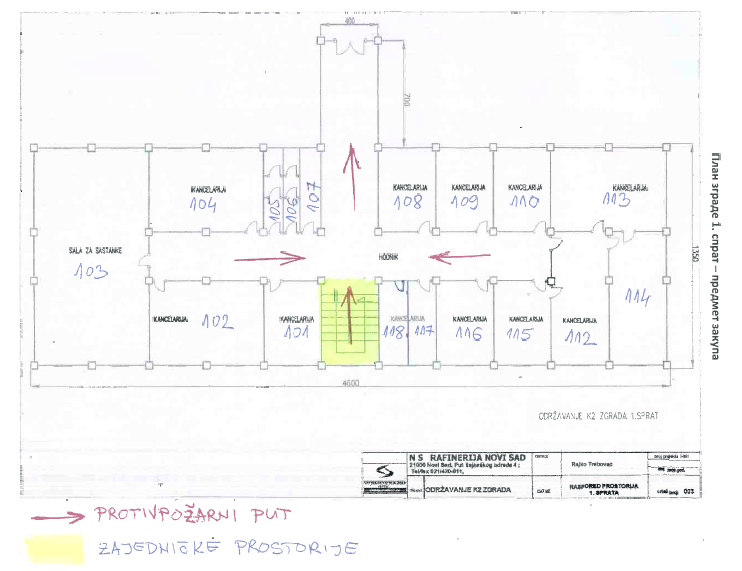 400
700
KANCELARIJA
104
105
106
107
KANCELARIJA
108
KANCELARIJA
109
KANCELARIJA
110
KANCELARIJA
113
SALA ZA SASTANKE
103
HODNIK
1350
План зграде 1. спрат – предмет закупа
KANCELARIJA
102
KANCELARIJA
101
KANCELARIJA
118 117
KANCELARIJA
116
KANCELARIJA
115
KANCELARIJA
112
114
4600
ODRŽAVANJE K2 ZGRADA 1.SPRAT
N S RAFINERIJA NOVI SAD
21000 Novi Sad, Put
4 ;
Rajko Trebovac
ODRŽAVANJE K2 ZGRADA
RASPORED PROSTORIJA
1. SPRATA
003
PROTIVPOŽARNI PUT
ZAJEDNIČKE PROSTORIJE